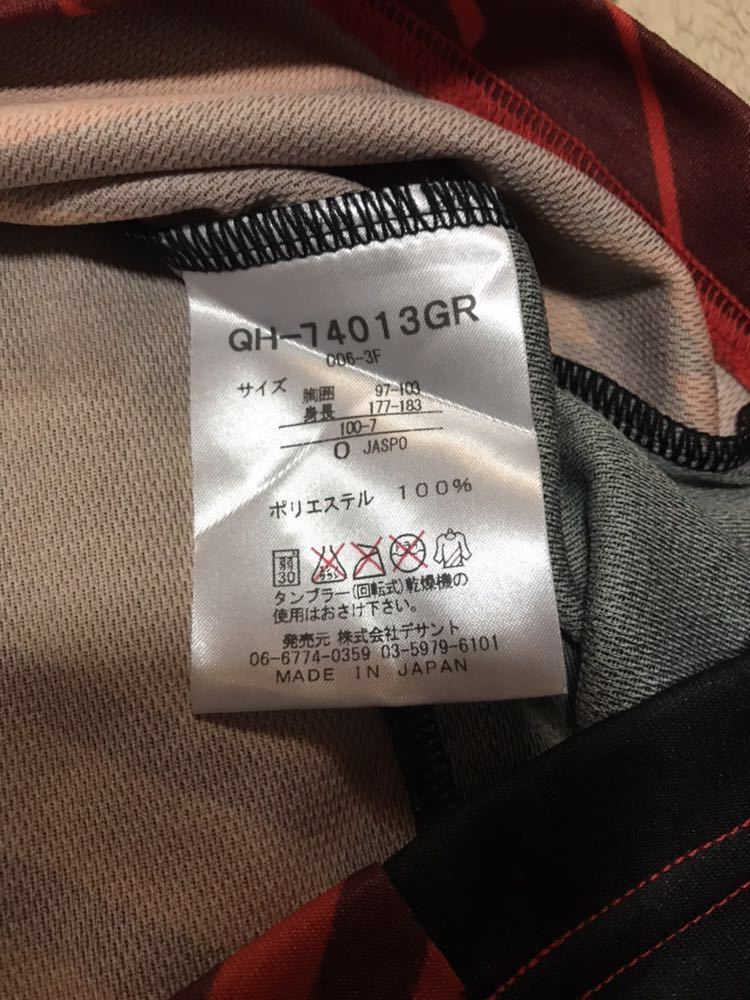 QH-74013GR
006-3F
サイズ 胸囲 97-103
身長 177-183
100-7
O JASPO
ポリエステル 100%
弱 30
タンブラー(回転式)乾燥機の
使用はおさけ下さい。
発売元 株式会社デサント
06-6774-0359 03-5979-6101
MADE IN JAPAN